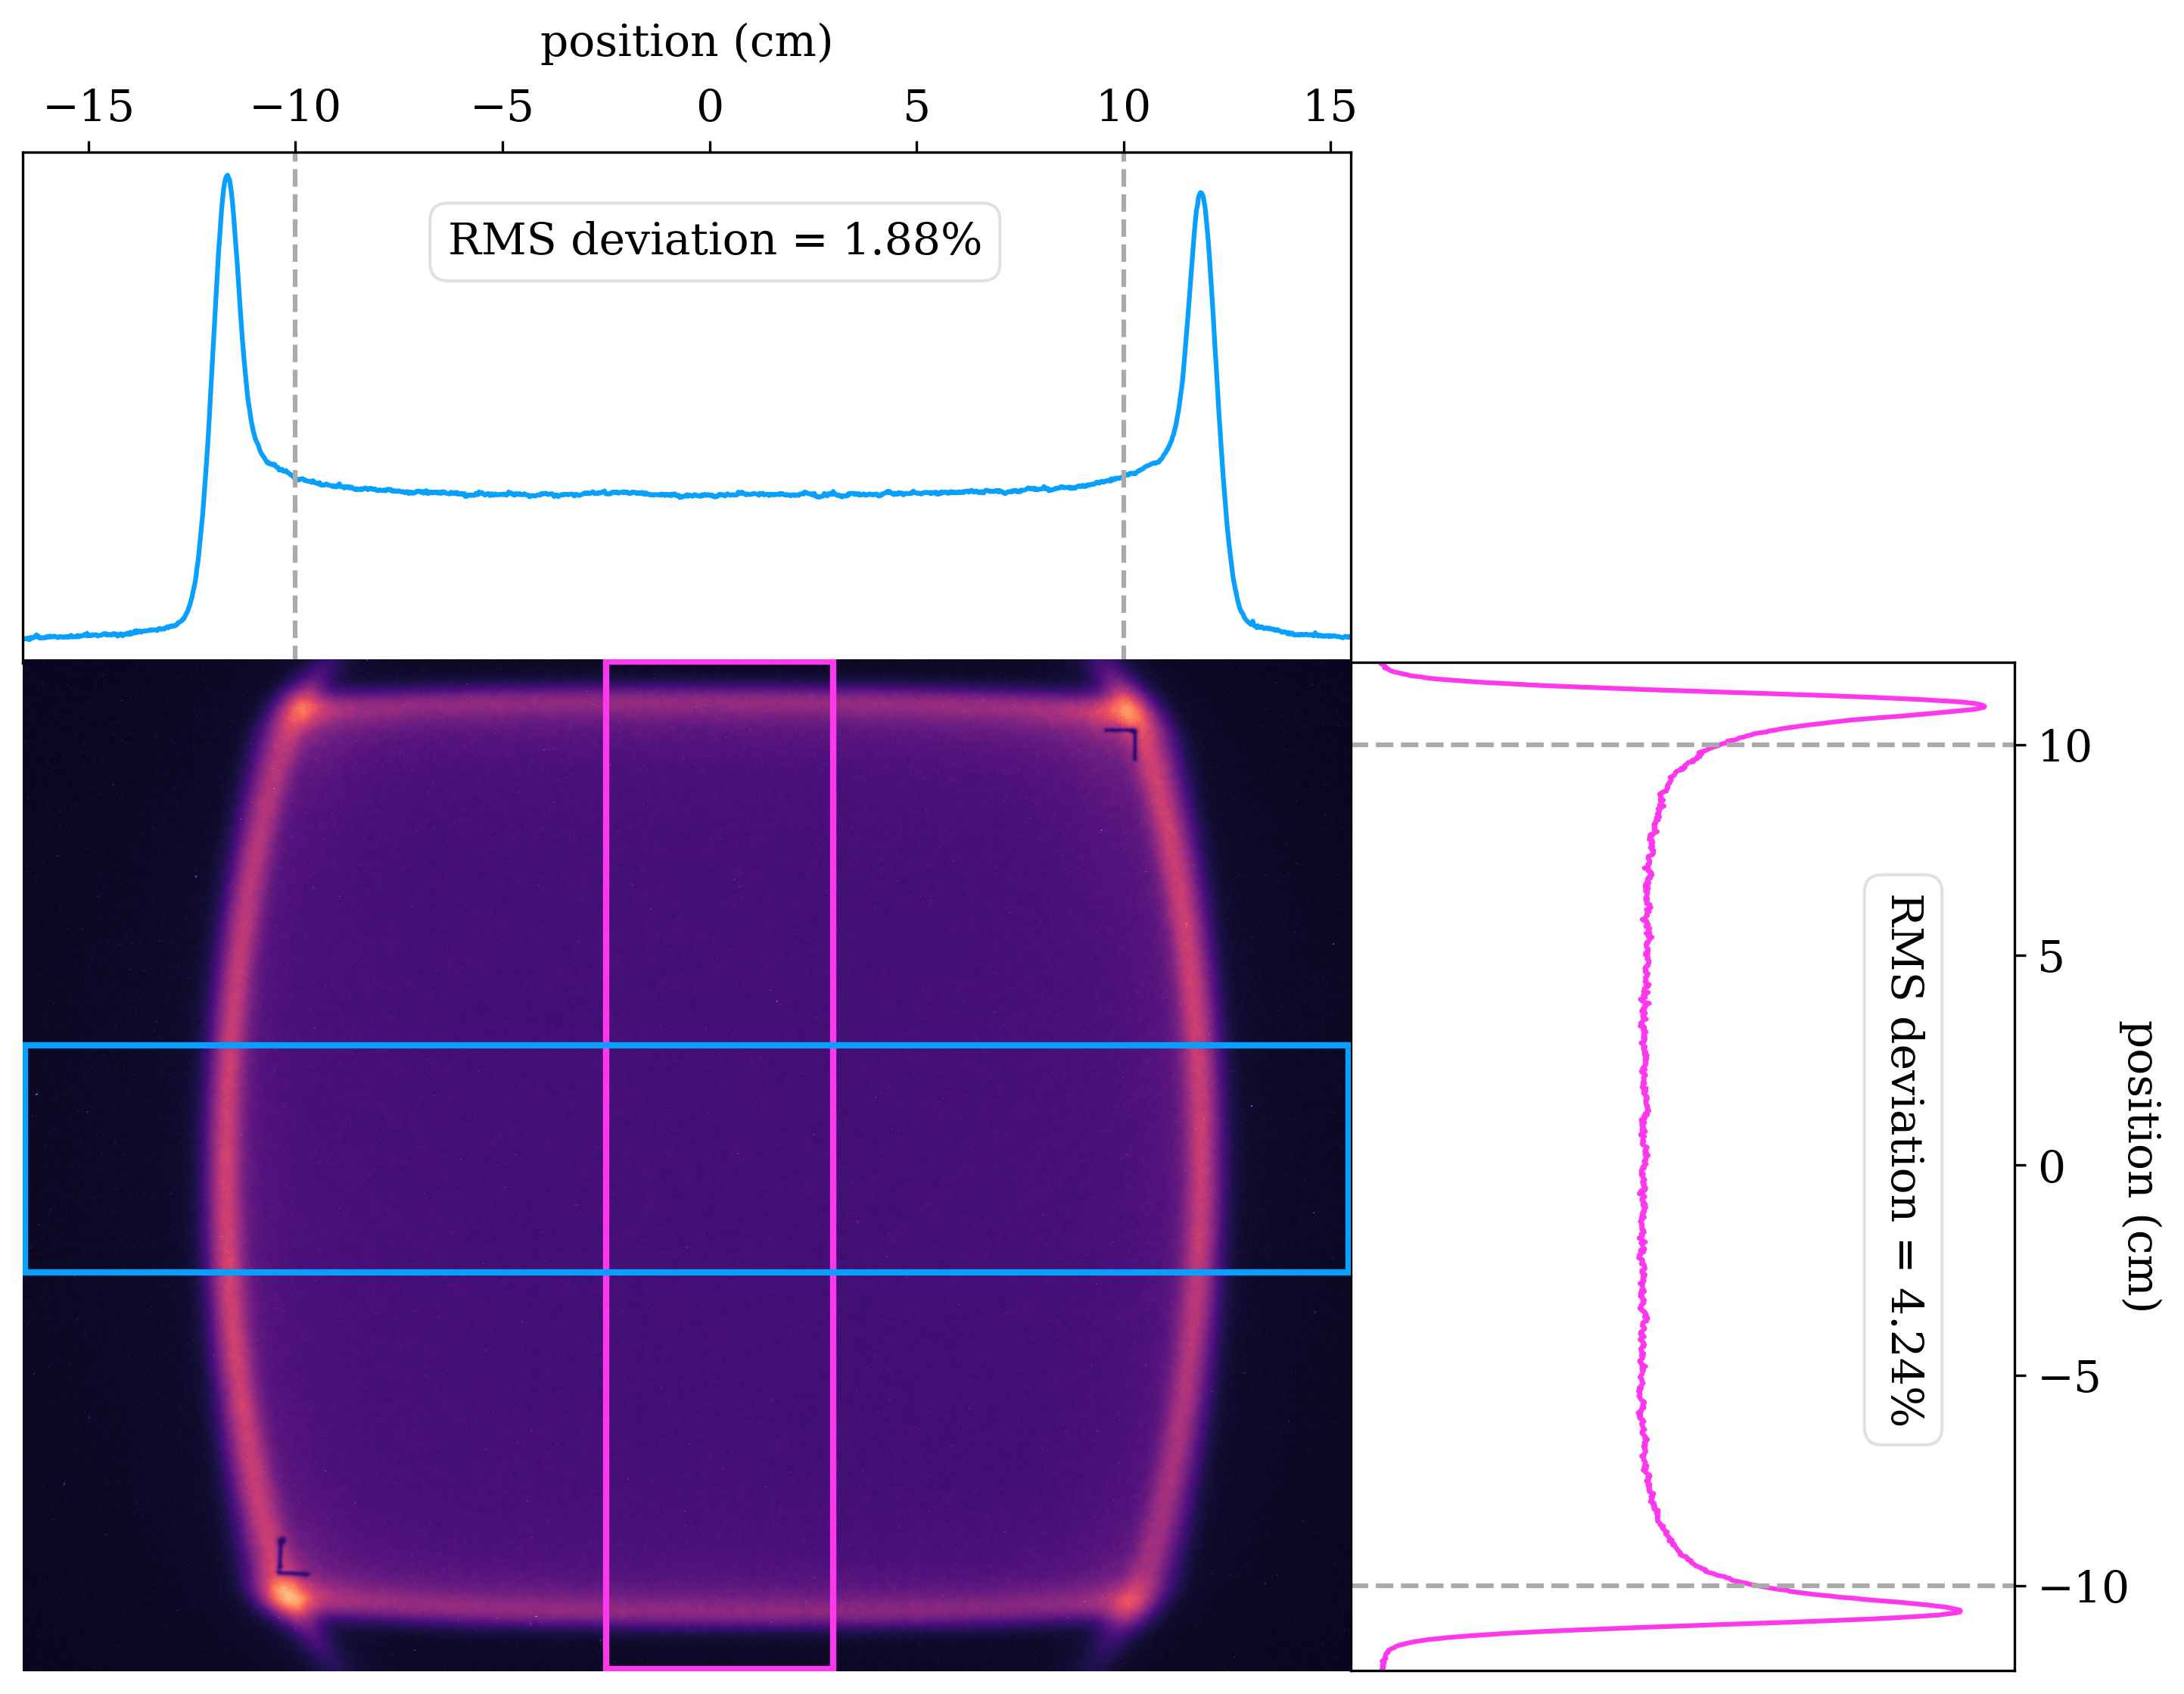 position (cm)
−15 −10 −5 0 5 10 15
RMS deviation = 1.88%
10
5
0
−5
−10
RMS deviation = 4.24%
position (cm)